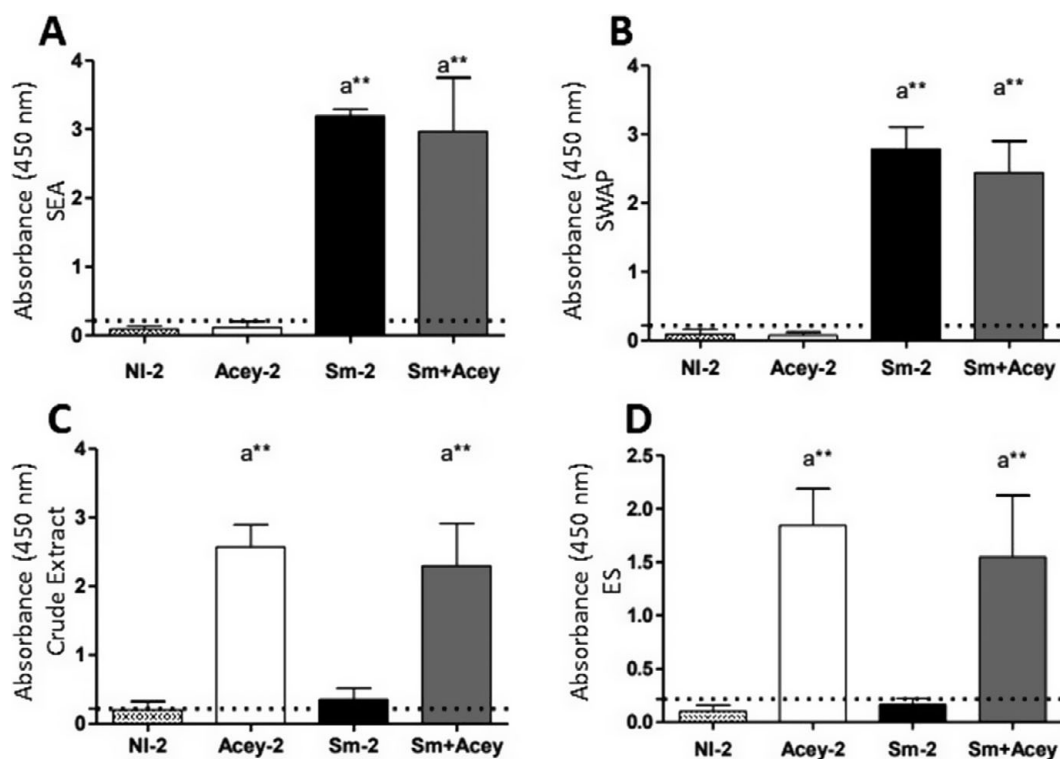 A
Absorbance (450 nm)
SEA
4
3
2
1
0
a**
a**
NI-2
Acey-2
Sm-2
Sm+Acey
B
Absorbance (450 nm)
SWAP
4
3
2
1
0
a**
a**
NI-2
Acey-2
Sm-2
Sm+Acey
C
Absorbance (450 nm)
Crude Extract
4
3
2
1
0
a**
a**
NI-2
Acey-2
Sm-2
Sm+Acey
D
Absorbance (450 nm)
ES
2.5
2.0
1.5
1.0
0.5
0.0
a**
a**
NI-2
Acey-2
Sm-2
Sm+Acey